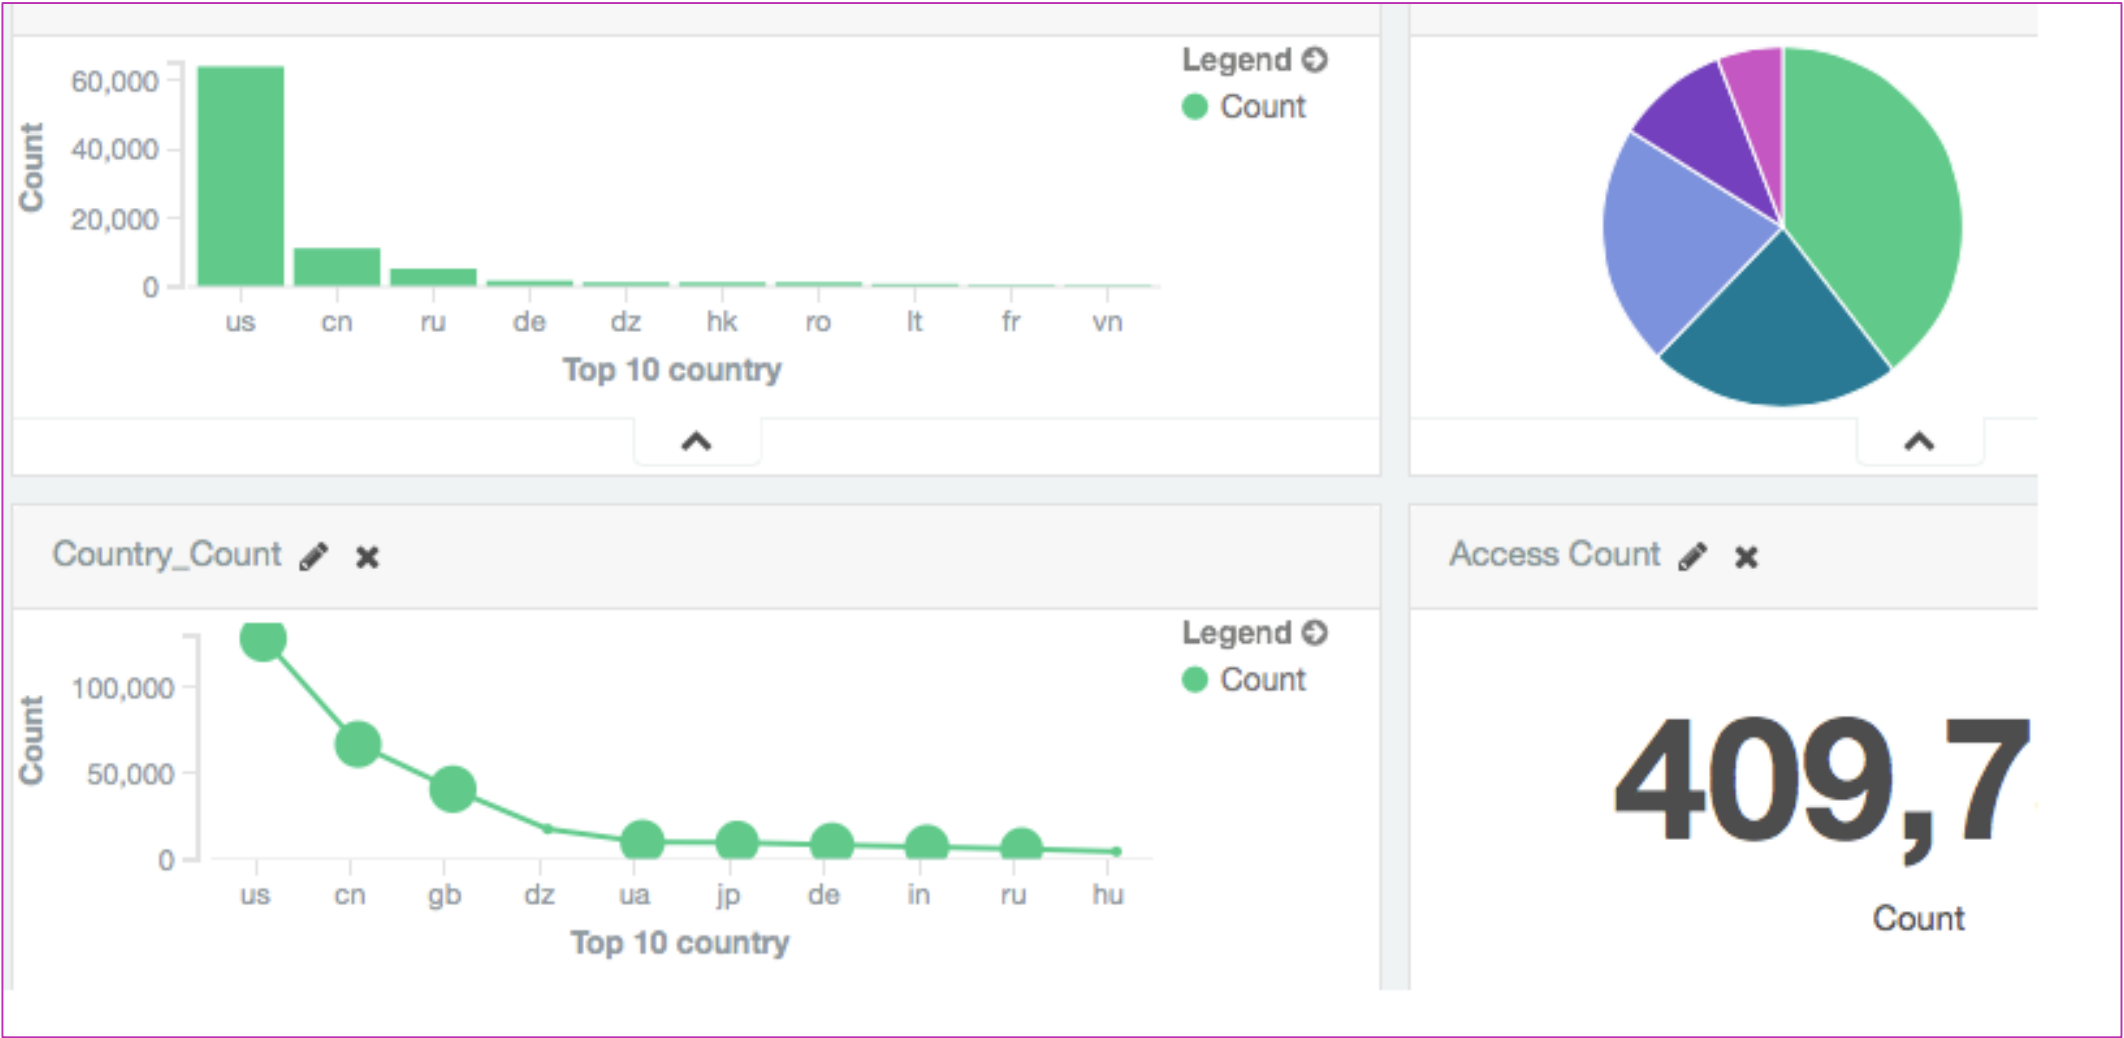 Legend
Count
60,000
40,000
20,000
0
Count
us cn ru de dz hk ro lt fr vn
Top 10 country
Country_Count
Access Count
Legend
Count
100,000
50,000
0
Count
us cn gb dz ua jp de in ru hu
Top 10 country
409,7
Count